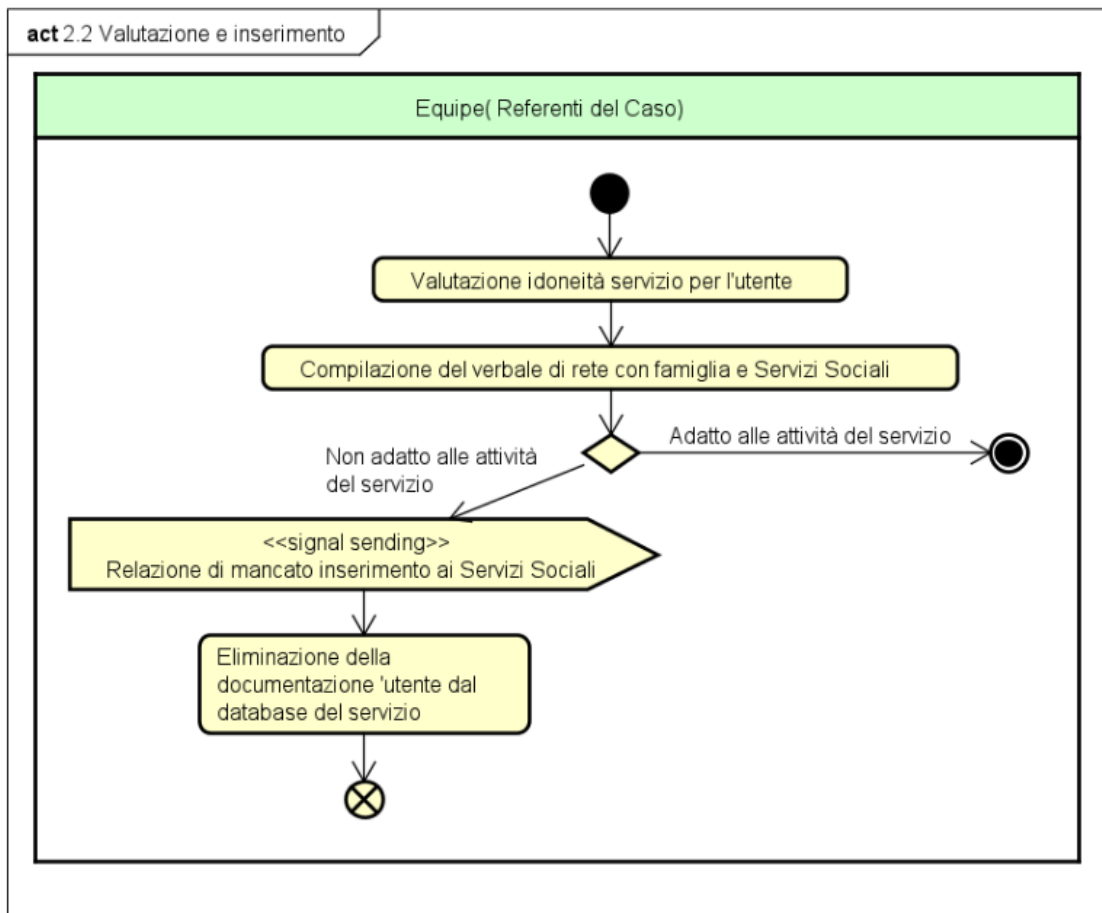 act 2.2 Valutazione e inserimento
Equipe( Referenti del Caso)
Valutazione idoneità servizio per l'utente
Compilazione del verbale di rete con famiglia e Servizi Sociali
Adatto alle attività del servizio
Non adatto alle attività
del servizio
<<signal sending>>
Relazione di mancato inserimento ai Servizi Sociali
Eliminazione della
documentazione 'utente dal
database del servizio